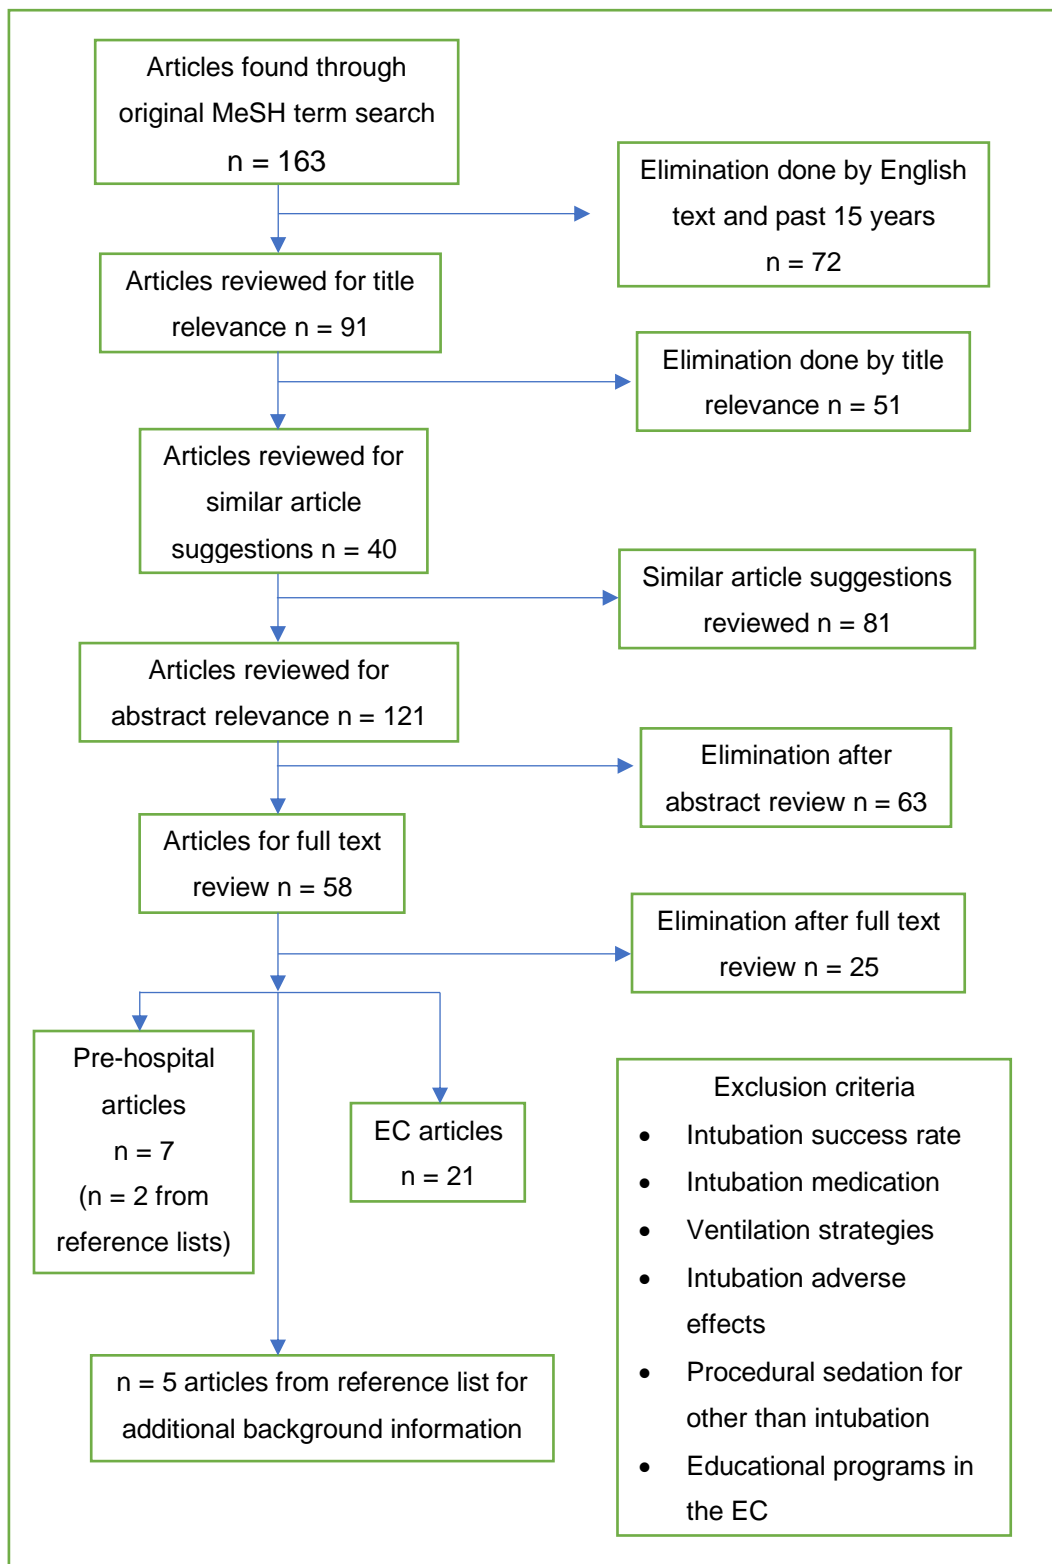 Articles found through
original MeSH term search
n = 163
Elimination done by English
text and past 15 years
n = 72
Articles reviewed for title
relevance n = 91
Elimination done by title
relevance n = 51
Articles reviewed for
similar article
suggestions n = 40
Similar article suggestions
reviewed n = 81
Articles reviewed for
abstract relevance n = 121
Elimination after
abstract review n = 63
Articles for full text
review n = 58
Elimination after full text
review n = 25
Pre-hospital
articles
n = 7
(n = 2 from
reference lists)
EC articles
n = 21
n = 5 articles from reference list for
additional background information
Exclusion criteria
• Intubation success rate
• Intubation medication
• Ventilation strategies
• Intubation adverse
effects
• Procedural sedation for
other than intubation
• Educational programs in
the EC